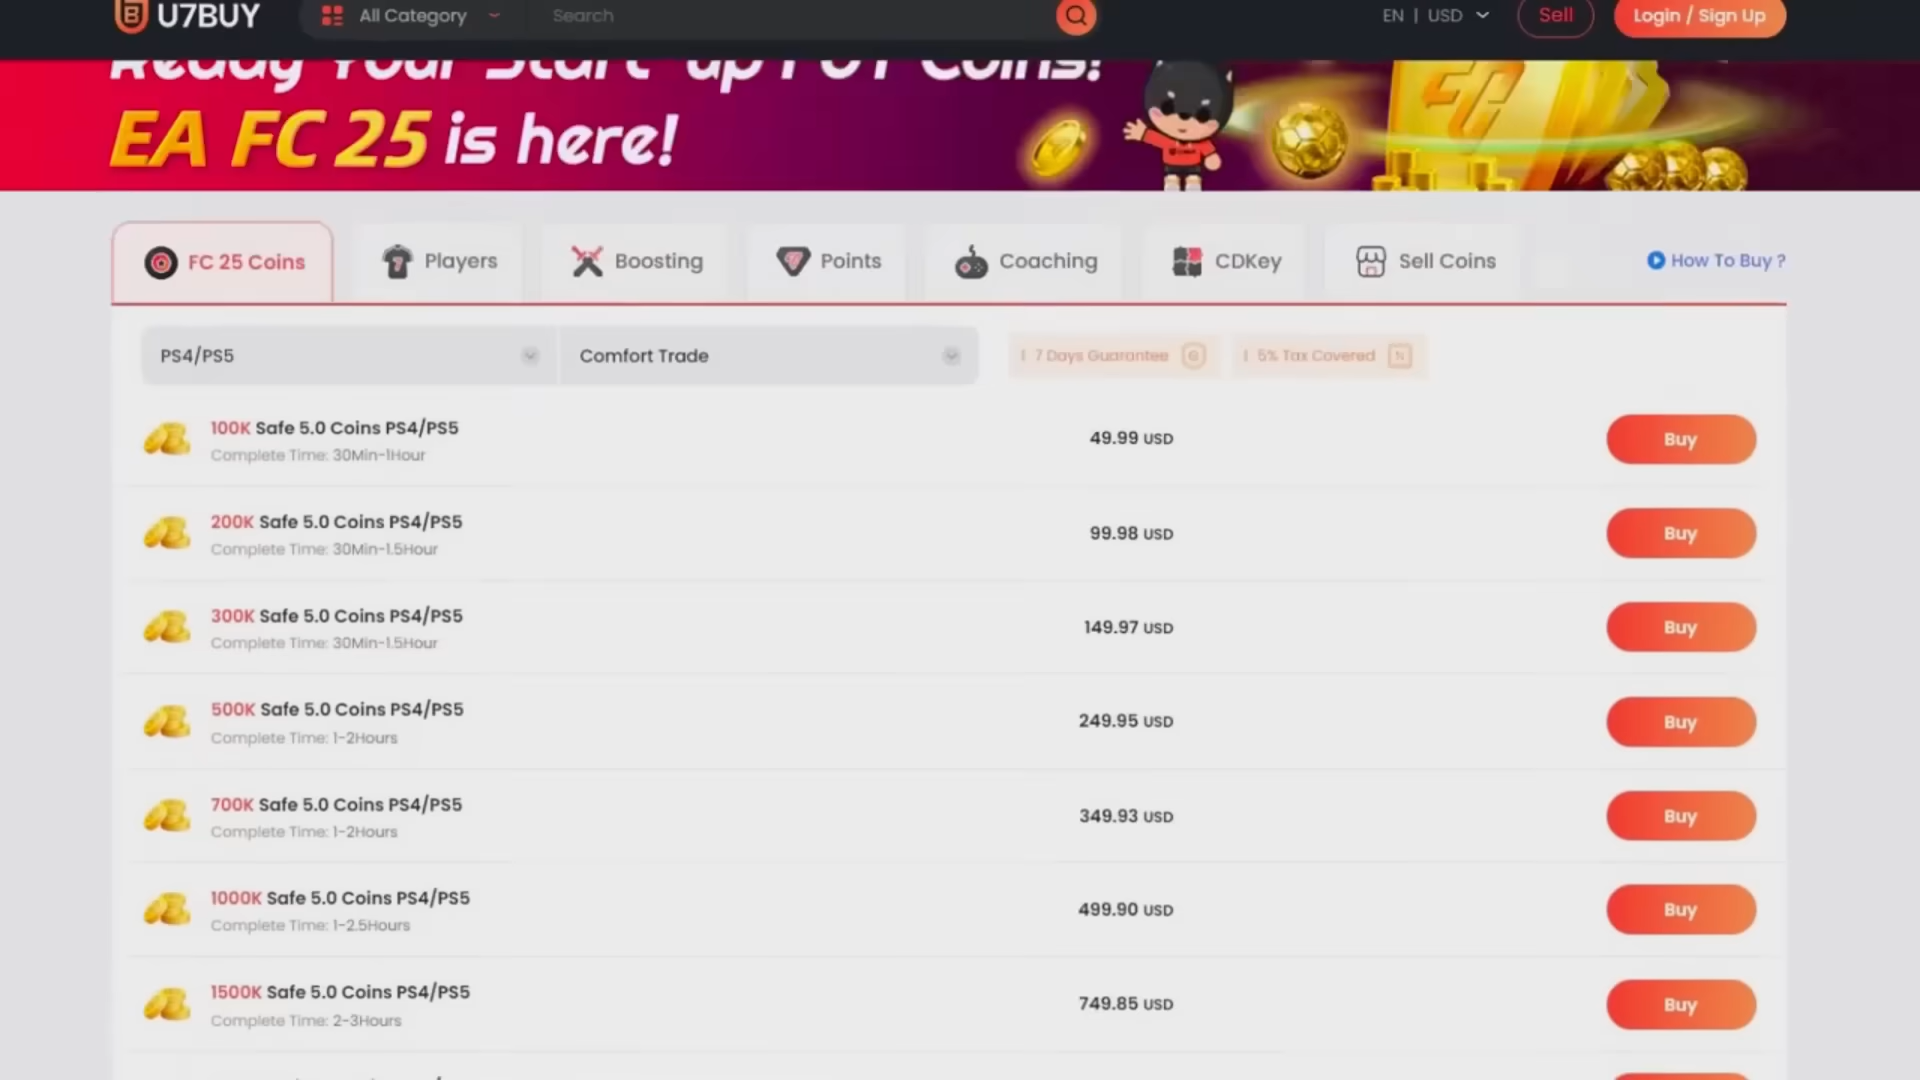 U7BUY
All Category
Search
EN | USD
Sell
Login / Sign Up
Ready Your Start-up FUT Coins!
EA FC 25 is here!
FC 25 Coins
Players
Boosting
Points
Coaching
CDKey
Sell Coins
How To Buy ?
PS4/PS5
Comfort Trade
7 Days Guarantee
5% Tax Covered
100K Safe 5.0 Coins PS4/PS5
Complete Time: 30Min-1Hour
49.99 USD
Buy
200K Safe 5.0 Coins PS4/PS5
Complete Time: 30Min-1.5Hour
99.98 USD
Buy
300K Safe 5.0 Coins PS4/PS5
Complete Time: 30Min-1.5Hour
149.97 USD
Buy
500K Safe 5.0 Coins PS4/PS5
Complete Time: 1-2Hours
249.95 USD
Buy
700K Safe 5.0 Coins PS4/PS5
Complete Time: 1-2Hours
349.93 USD
Buy
1000K Safe 5.0 Coins PS4/PS5
Complete Time: 1-2.5Hours
499.90 USD
Buy
1500K Safe 5.0 Coins PS4/PS5
Complete Time: 2-3Hours
749.85 USD
Buy